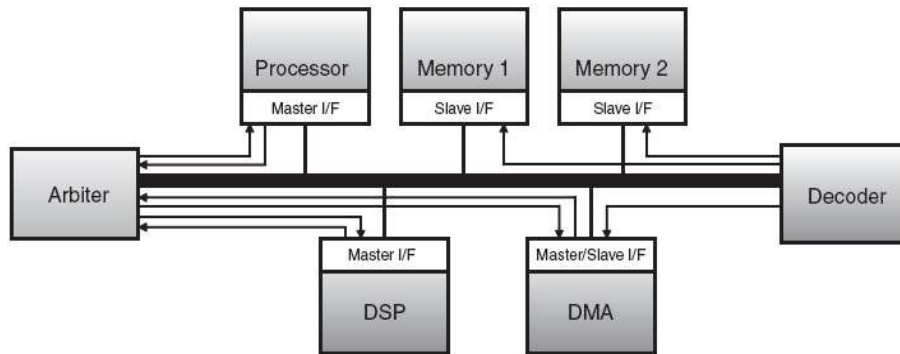 Processor
Master I/F
Memory 1
Slave I/F
Memory 2
Slave I/F
Arbiter
Decoder
Master I/F
DSP
Master/Slave I/F
DMA